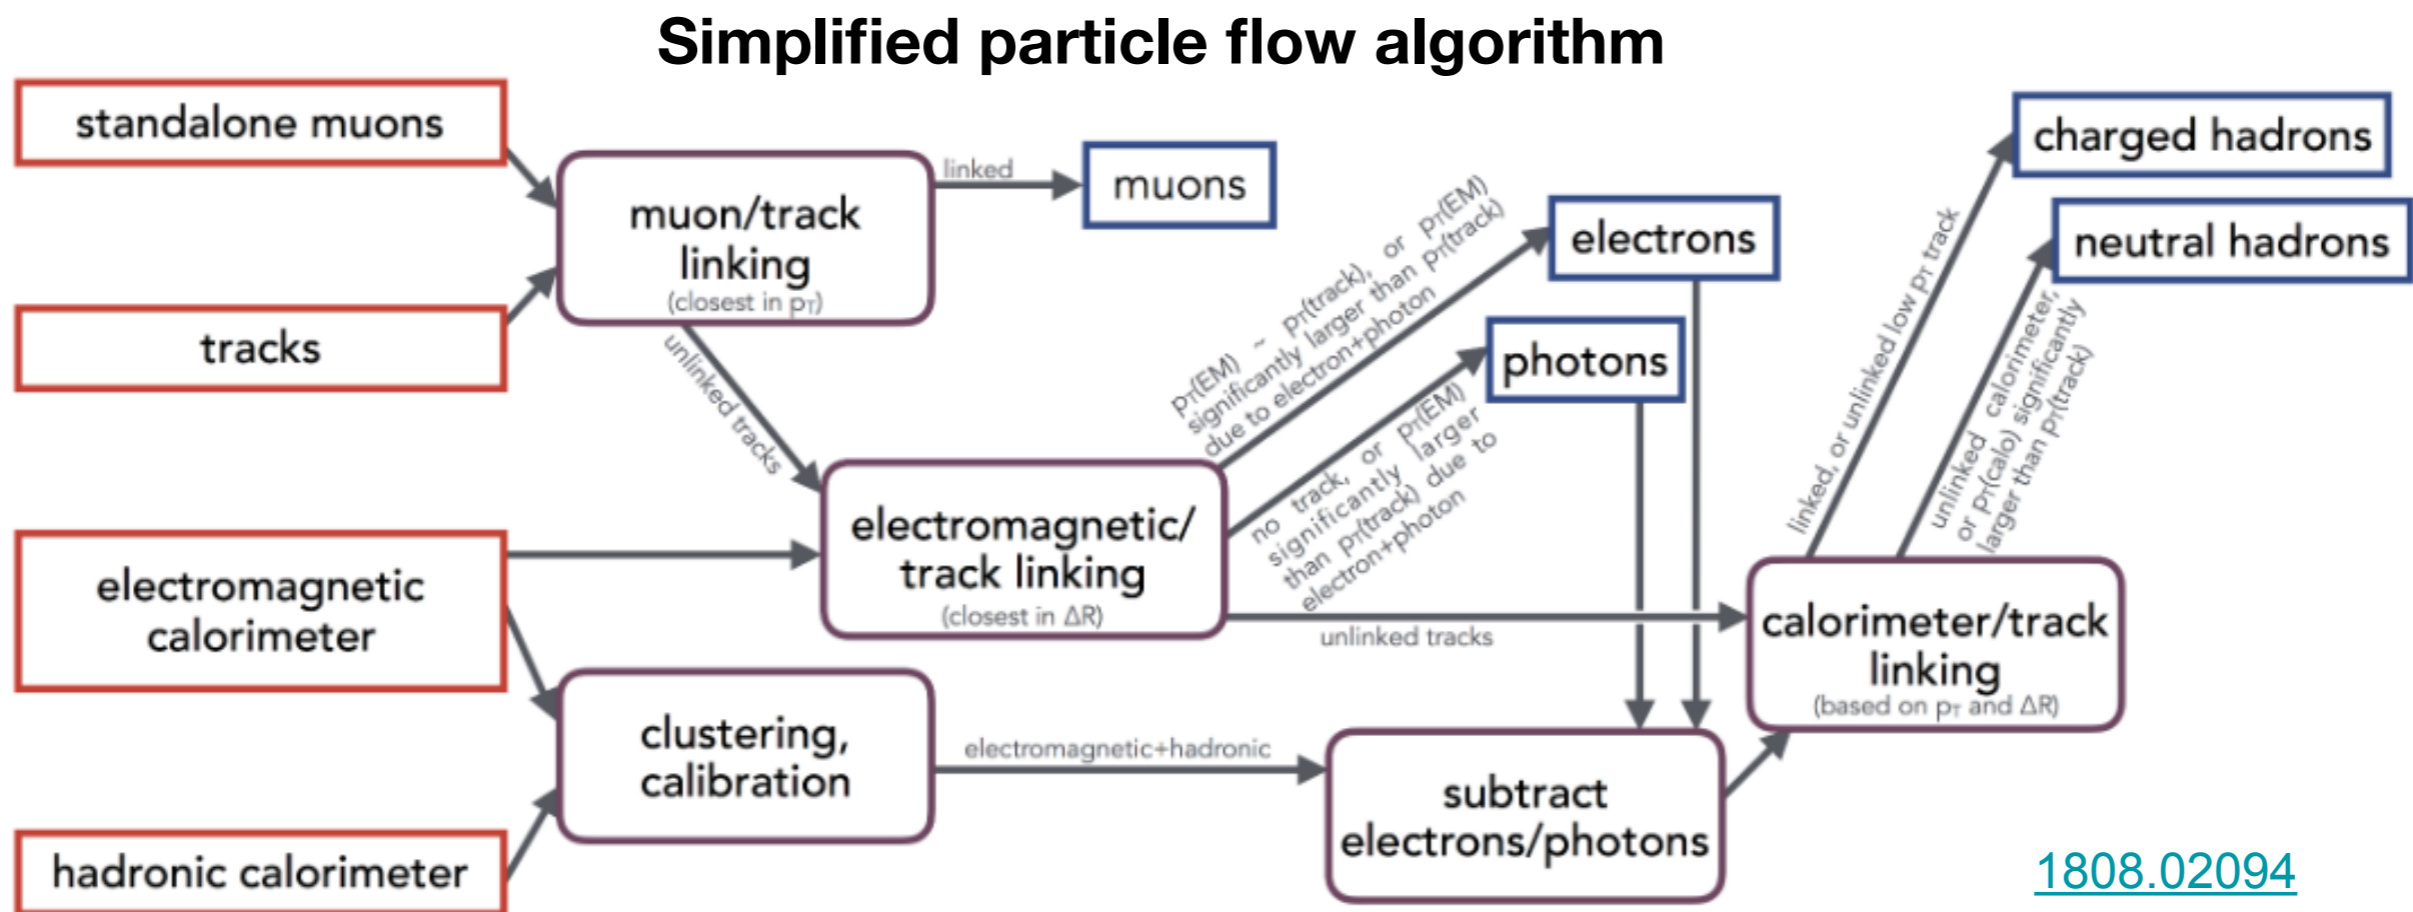 Simplified particle flow algorithm
standalone muons
tracks
electromagnetic
calorimeter
hadronic calorimeter
muon/track
linking
(closest in pT)
linked
muons
unlinked tracks
electromagnetic/
track linking
(closest in ΔR)
clustering,
calibration
electromagnetic+hadronic
pT(EM) ~ pT(track), or pT(EM)
significantly larger than pT(track)
due to electron+photon
electrons
no track, or pT(EM)
significantly larger
than pT(track) due to
electron+photon
photons
unlinked tracks
subtract
electrons/photons
calorimeter/track
linking
(based on pT and ΔR)
linked, or unlinked low pT track
charged hadrons
unlinked calorimeter,
or pT(calo) significantly
larger than pT(track)
neutral hadrons
1808.02094